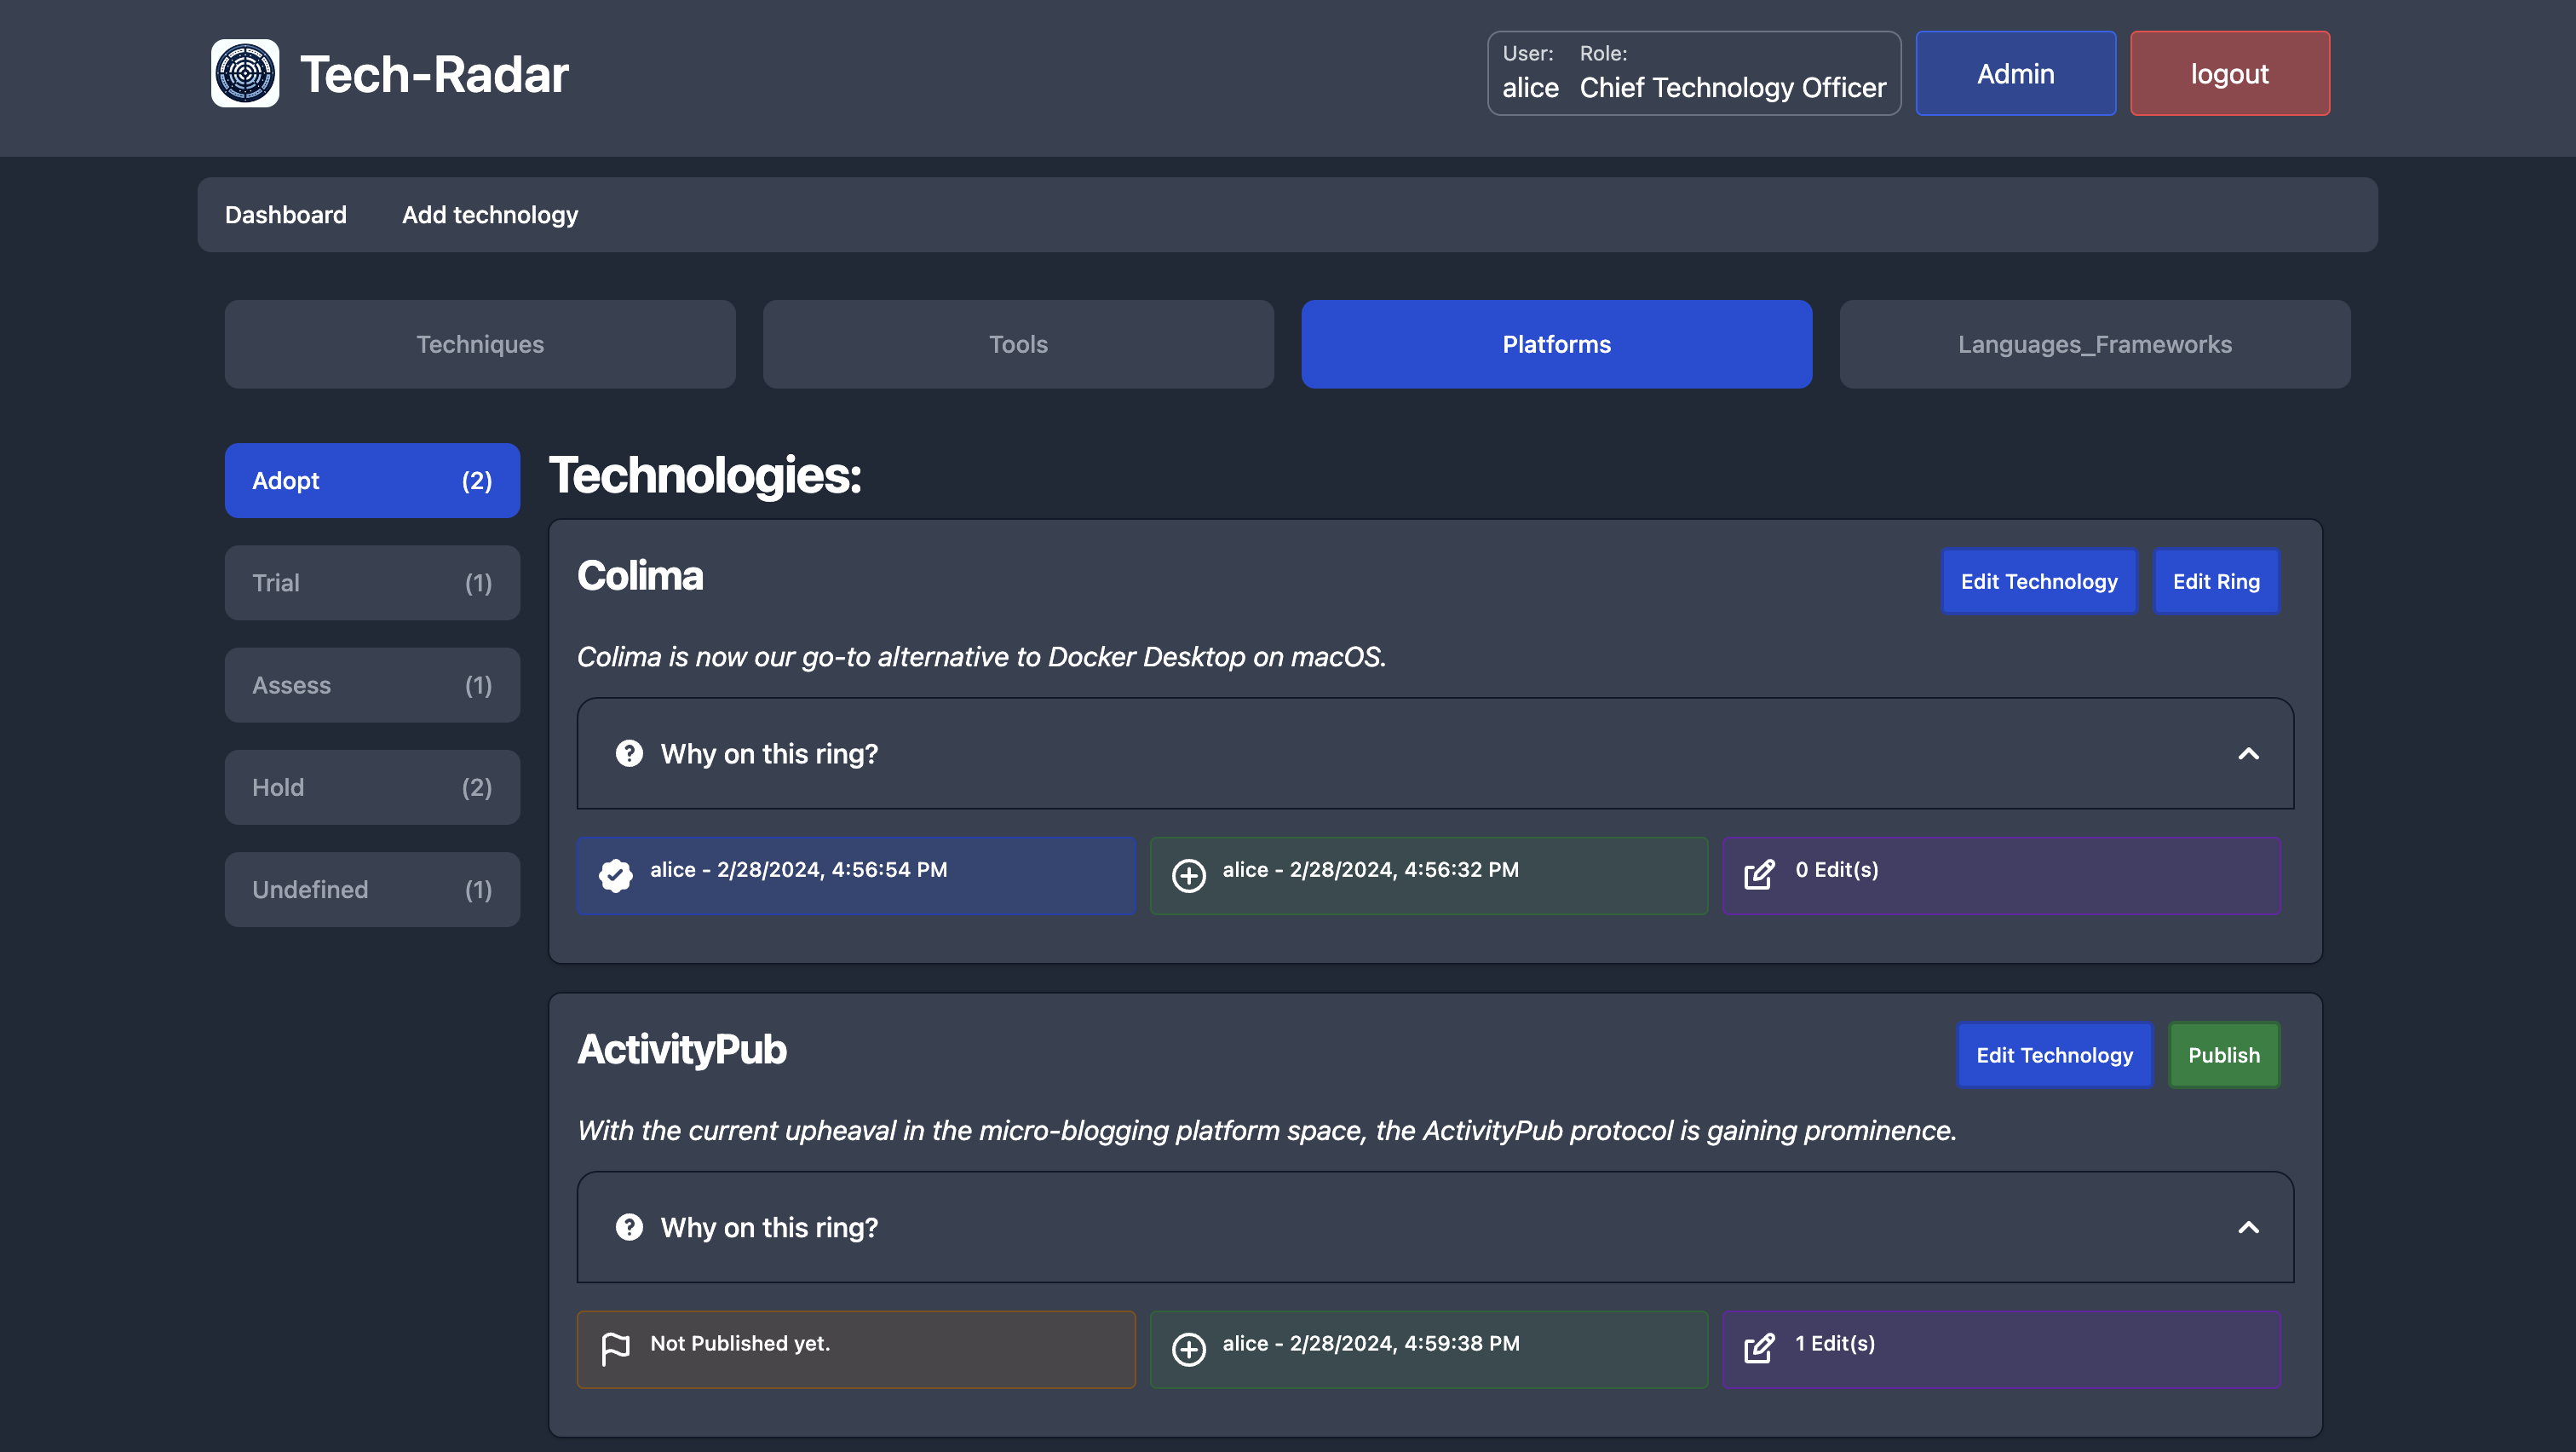 Tech-Radar
User: Role:
alice Chief Technology Officer
Admin
logout
Dashboard Add technology
Techniques Tools Platforms Languages_Frameworks
Adopt (2)
Trial (1)
Assess (1)
Hold (2)
Undefined (1)
Technologies:
Colima
Edit Technology Edit Ring
Colima is now our go-to alternative to Docker Desktop on macOS.
Why on this ring?
alice - 2/28/2024, 4:56:54 PM alice - 2/28/2024, 4:56:32 PM 0 Edit(s)
ActivityPub
Edit Technology Publish
With the current upheaval in the micro-blogging platform space, the ActivityPub protocol is gaining prominence.
Why on this ring?
Not Published yet. alice - 2/28/2024, 4:59:38 PM 1 Edit(s)